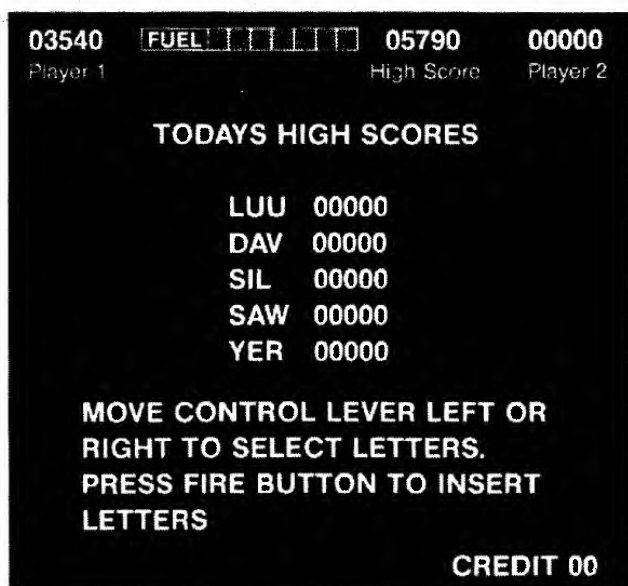 03540 FUEL 05790 00000
Player 1 High Score Player 2
TODAYS HIGH SCORES
LUU 00000
DAV 00000
SIL 00000
SAW 00000
YER 00000
MOVE CONTROL LEVER LEFT OR
RIGHT TO SELECT LETTERS.
PRESS FIRE BUTTON TO INSERT
LETTERS
CREDIT 00